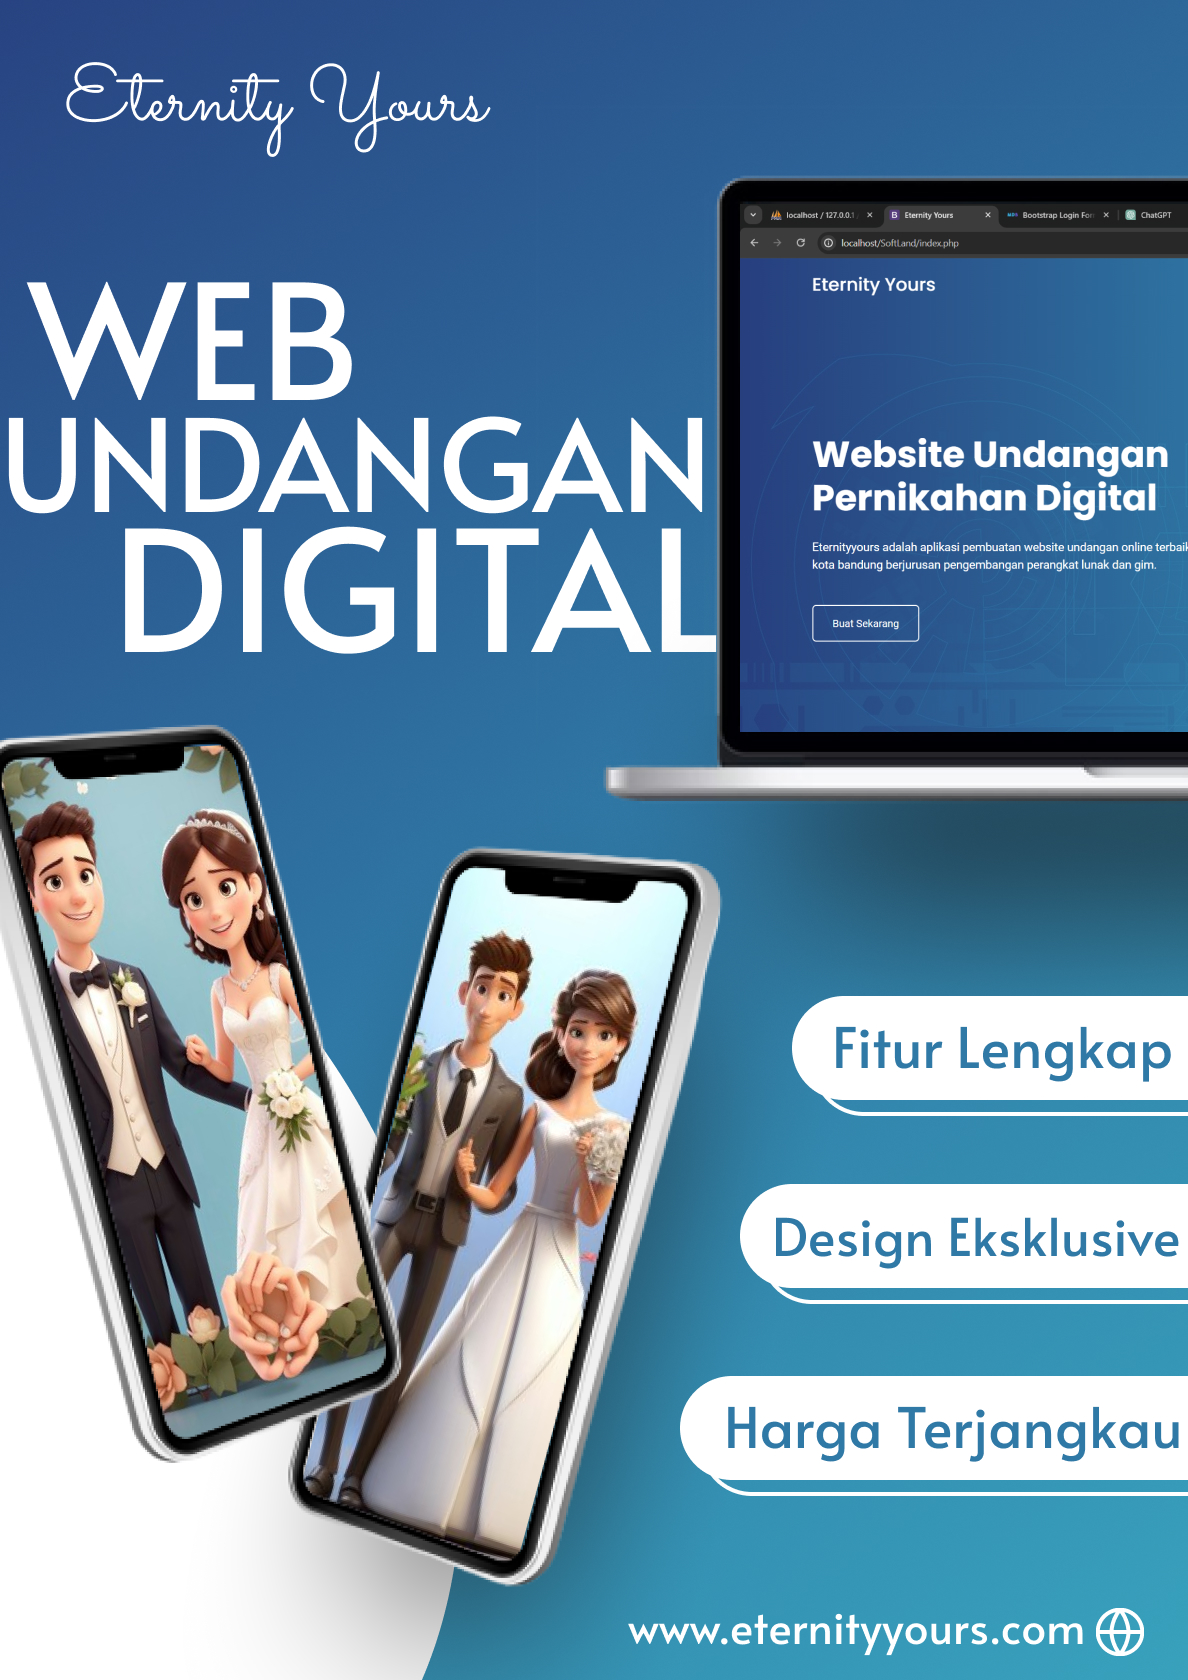 Eternity Yours
WEB
UNDANGAN
DIGITAL
localhost / 127.0.0.1
Eternity Yours
Bootstrap Login For
ChatGPT
localhost/SoftLand/index.php
Eternity Yours
Website Undangan
Pernikahan Digital
Eternityyours adalah aplikasi pembuatan website undangan online terbaik
kota bandung berjurusan pengembangan perangkat lunak dan gim.
Buat Sekarang
Fitur Lengkap
Design Eksklusive
Harga Terjangkau
www.eternityyours.com